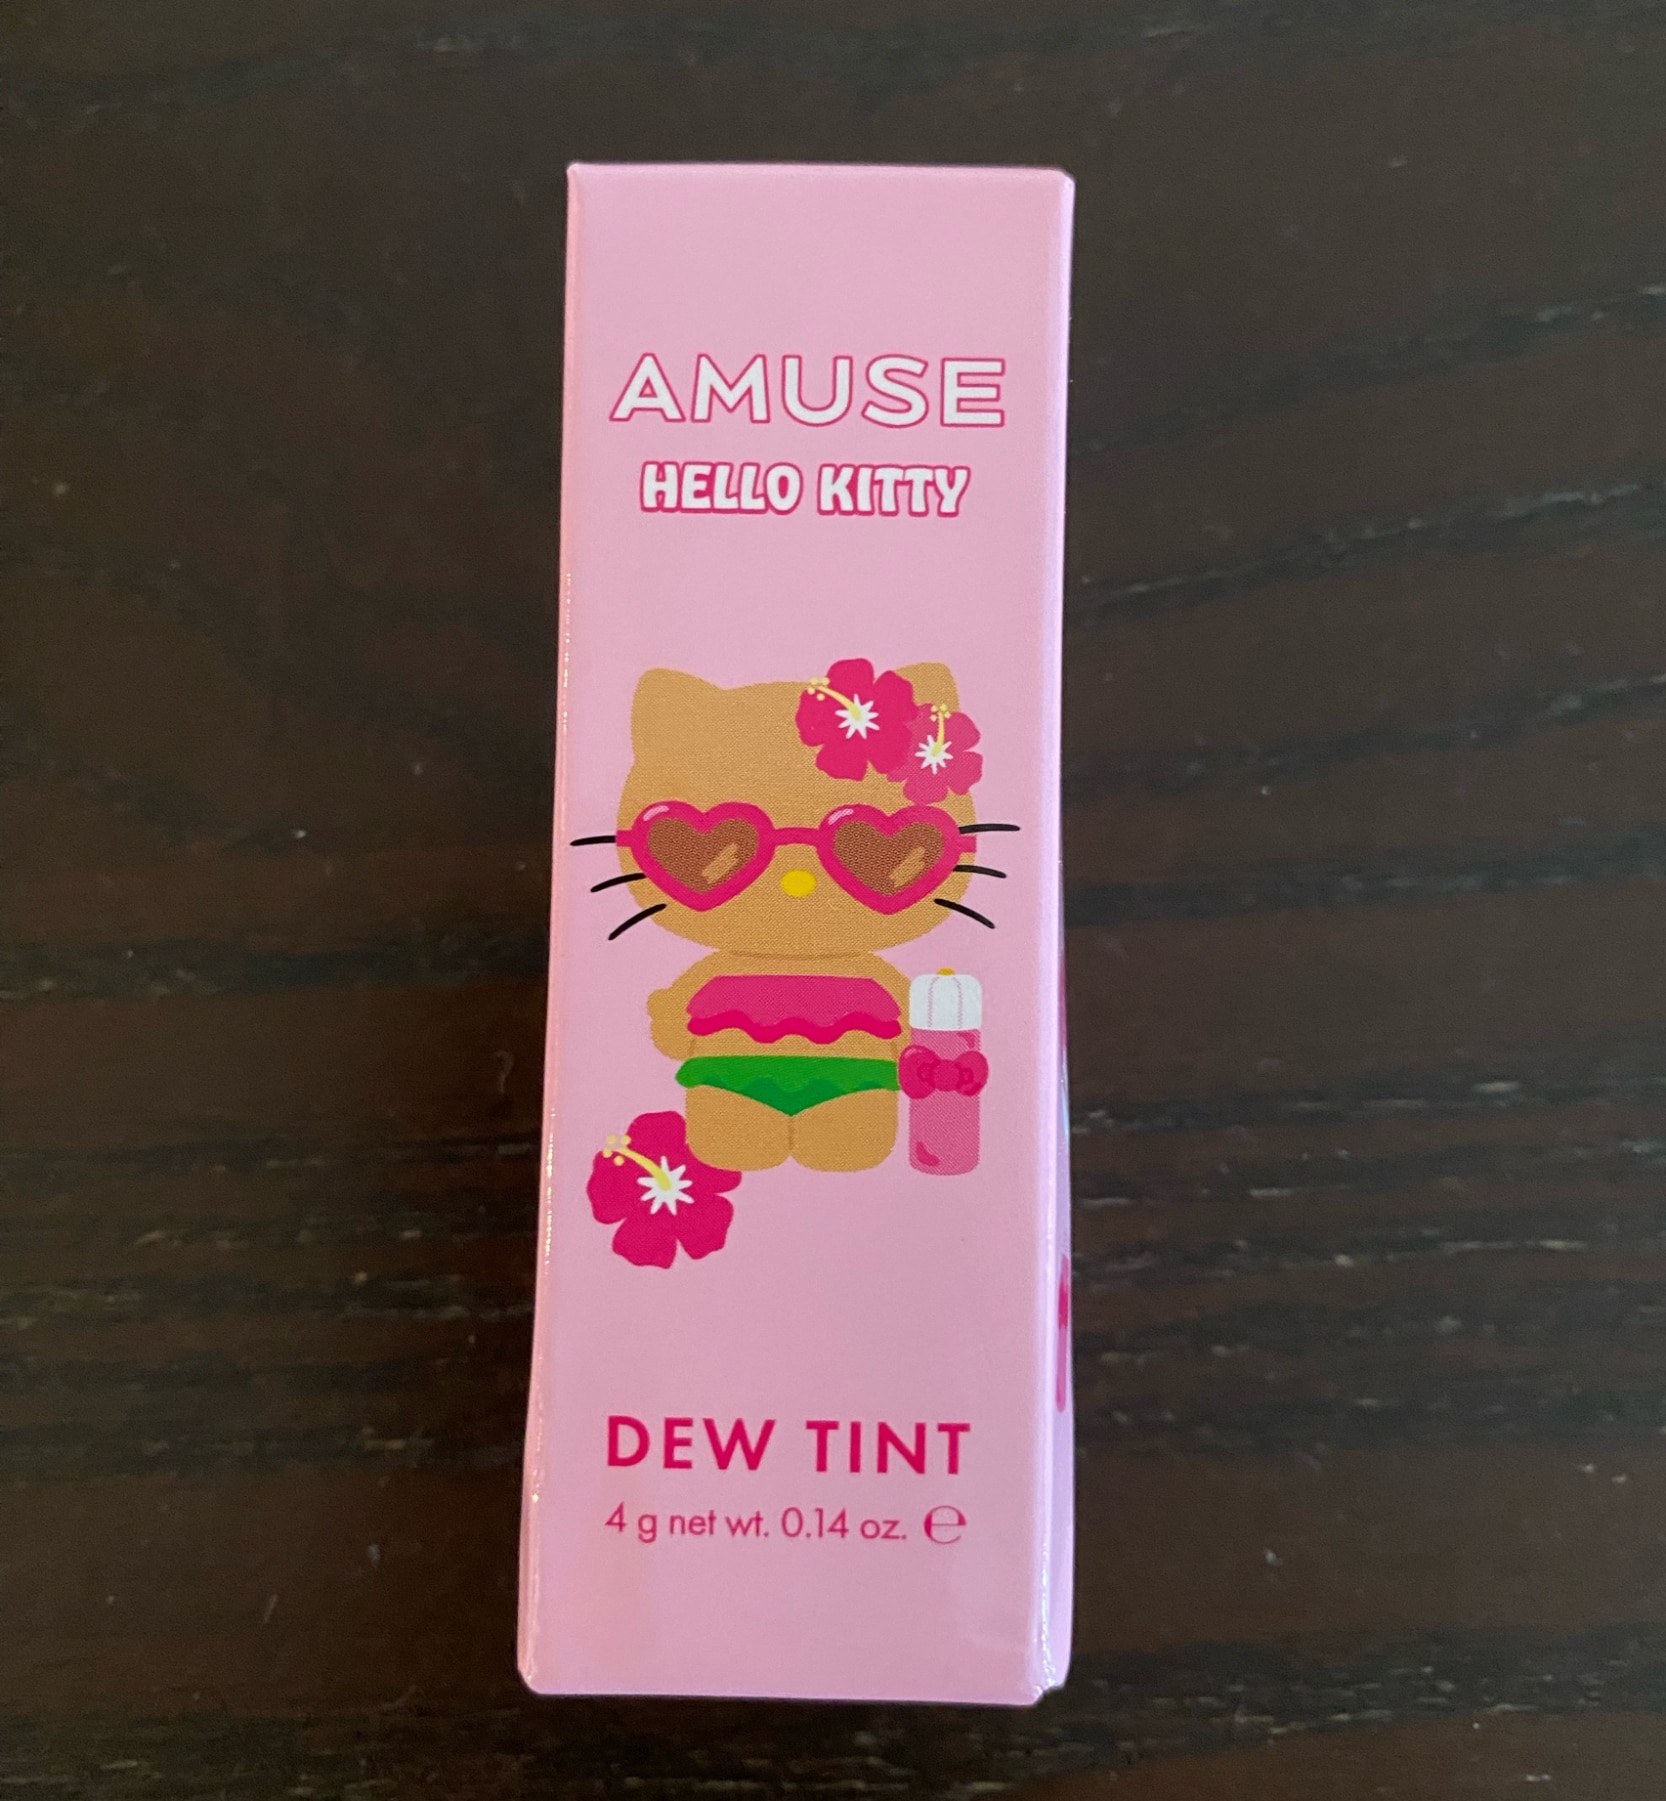 AMUSE
HELLO KITTY
DEW TINT
4 g net wt. 0.14 oz. ℮